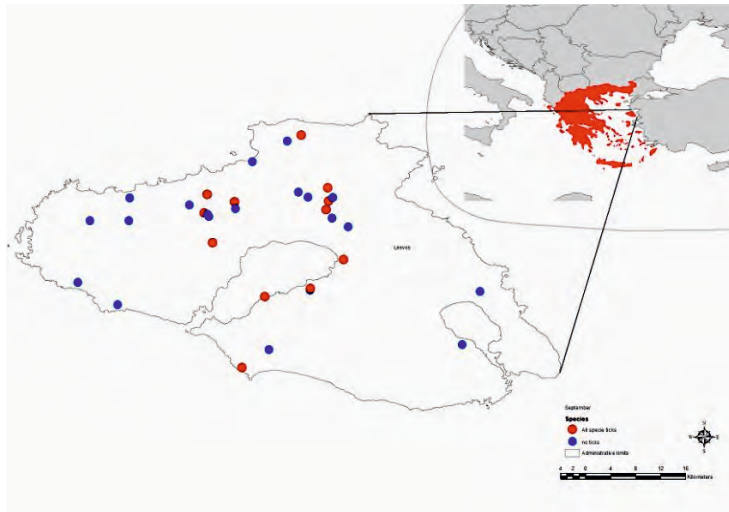 Lesvos
September
Species
All specie ticks
no ticks
Administrative limits
N
W E
S
4 2 0 4 8 12 16
Kilometers